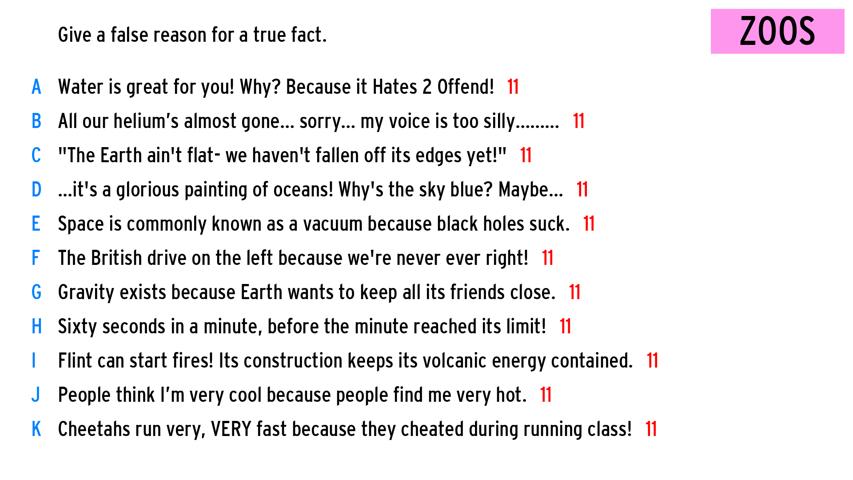 ZOOS
Give a false reason for a true fact.
A Water is great for you! Why? Because it Hates 2 Offend! 11
B All our helium's almost gone... sorry... my voice is too silly......... 11
C "The Earth ain't flat- we haven't fallen off its edges yet!" 11
D ...it's a glorious painting of oceans! Why's the sky blue? Maybe... 11
E Space is commonly known as a vacuum because black holes suck. 11
F The British drive on the left because we're never ever right! 11
G Gravity exists because Earth wants to keep all its friends close. 11
H Sixty seconds in a minute, before the minute reached its limit! 11
I Flint can start fires! Its construction keeps its volcanic energy contained. 11
J People think I'm very cool because people find me very hot. 11
K Cheetahs run very, VERY fast because they cheated during running class! 11